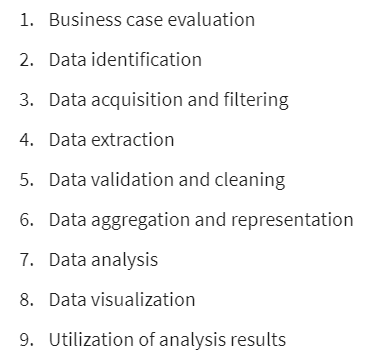 1. Business case evaluation
2. Data identification
3. Data acquisition and filtering
4. Data extraction
5. Data validation and cleaning
6. Data aggregation and representation
7. Data analysis
8. Data visualization
9. Utilization of analysis results